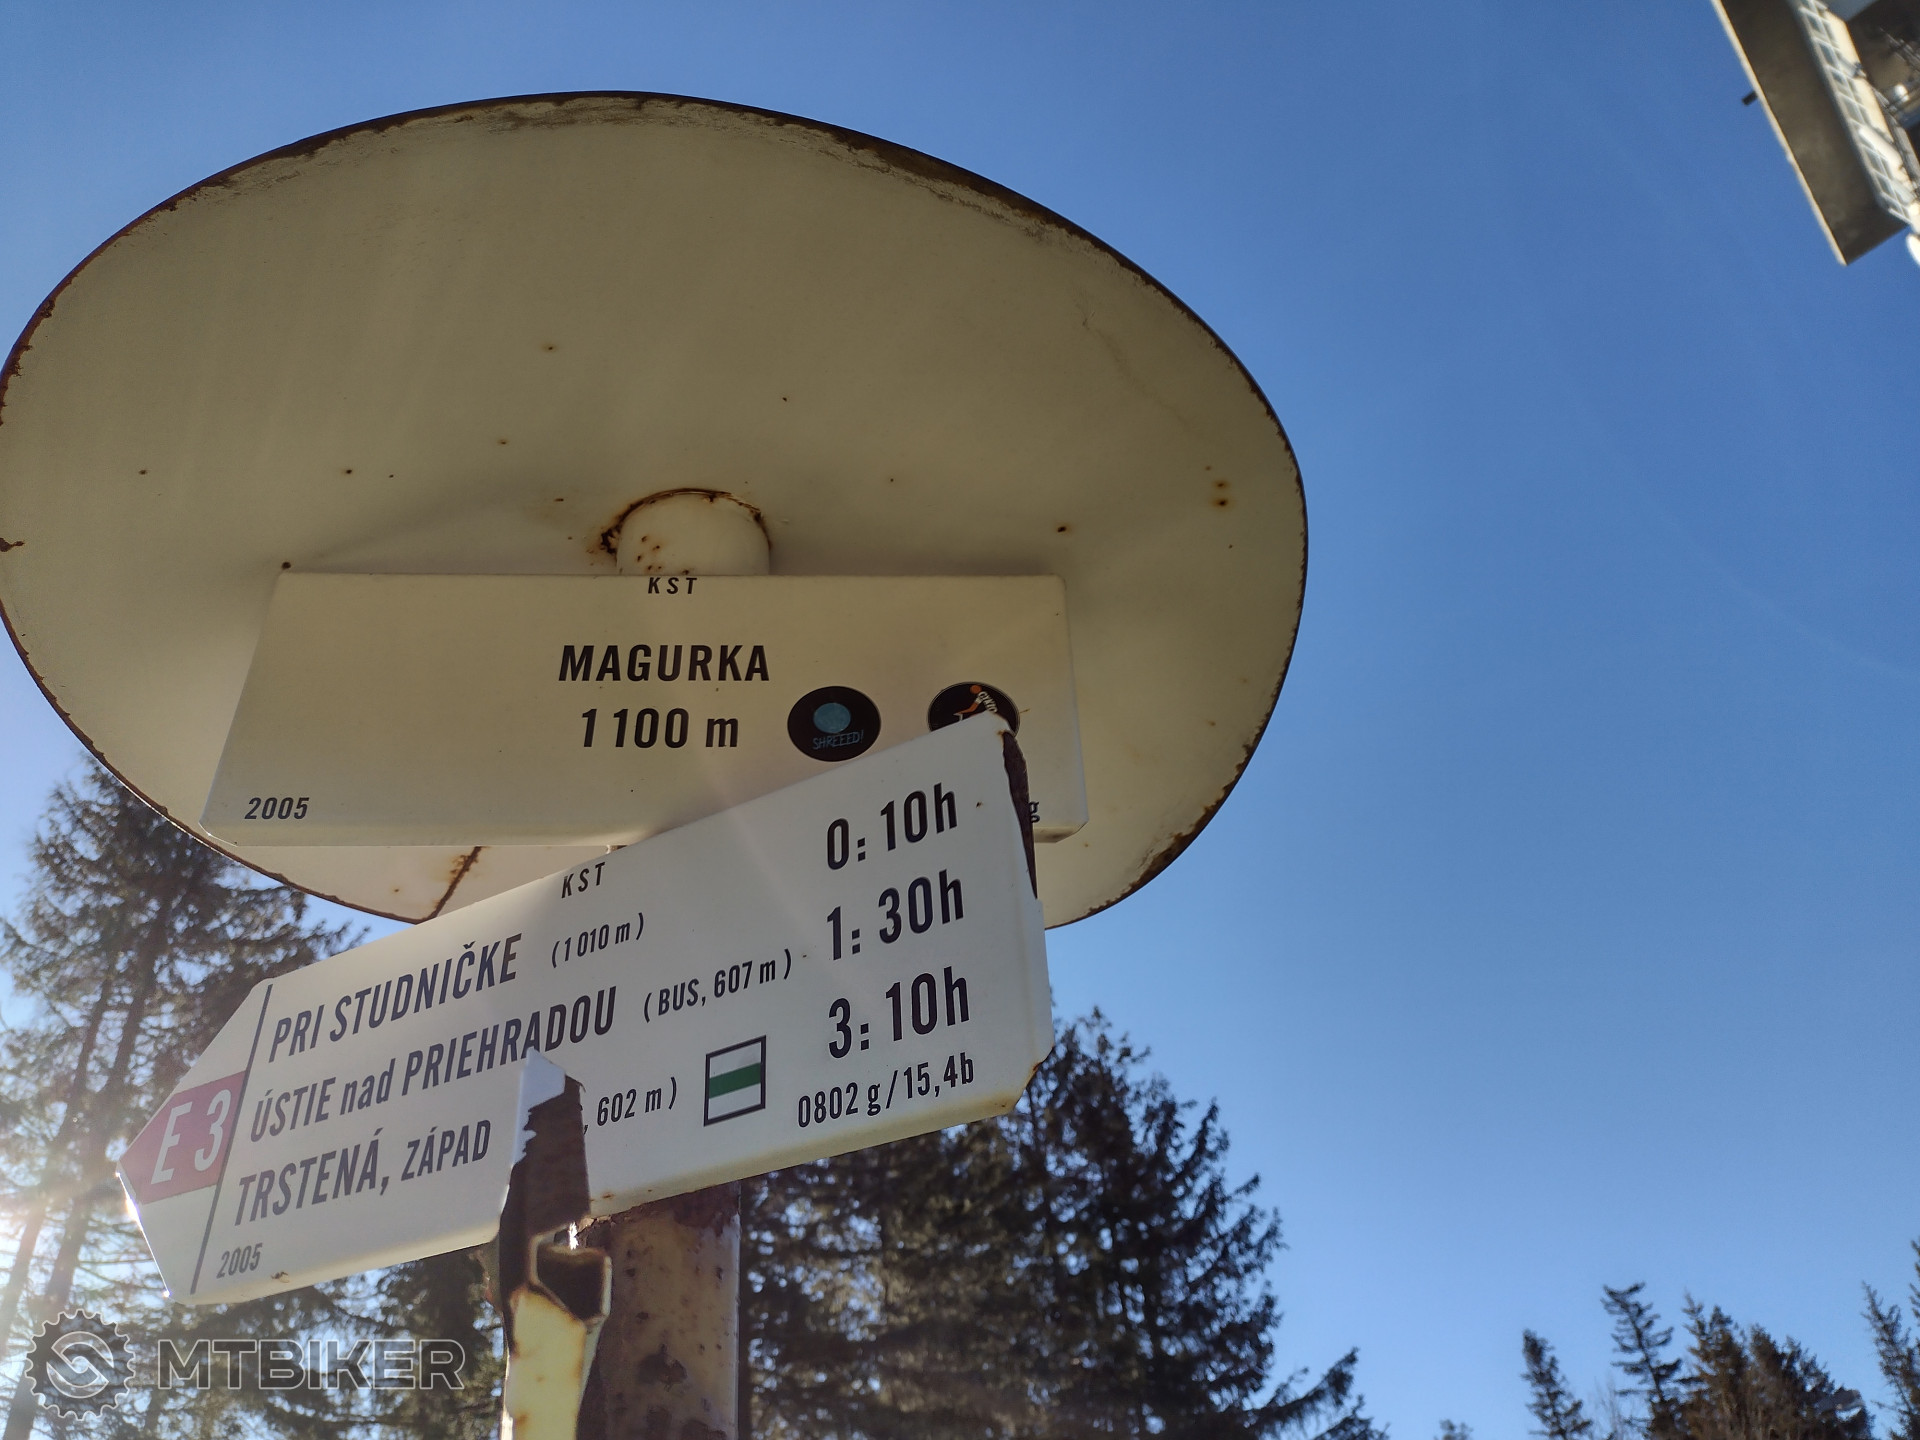 KST
MAGURKA
1100 m
SHREEED!
2005
g
KST
PRI STUDNIČKE (1010 m) 0:10h
ÚSTIE nad PRIEHRADOU (BUS, 607 m) 1:30h
TRSTENÁ, ZÁPAD , 602 m) 3:10h
E3
2005
0802 g/15,4b
MTBIKER